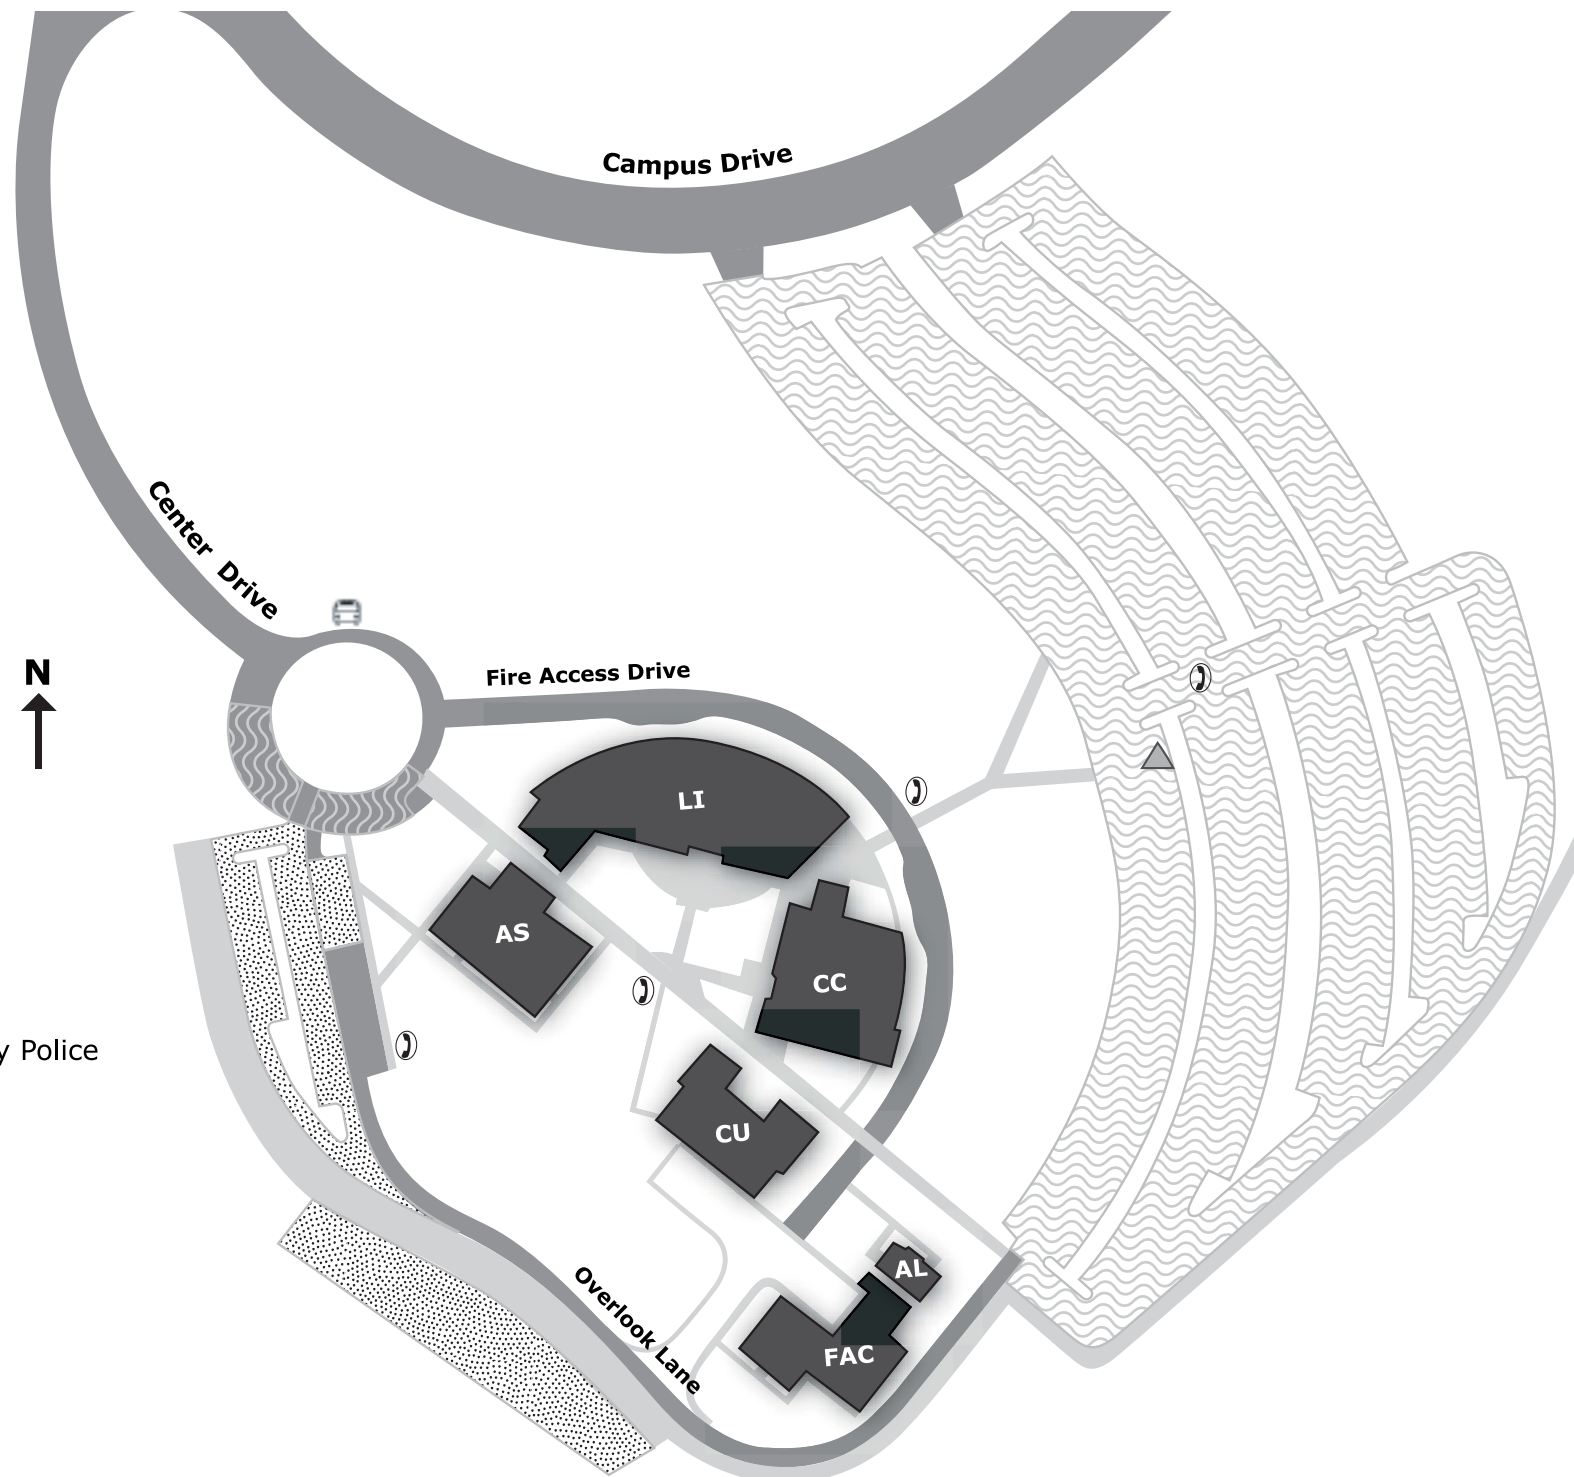 Campus Drive
Center Drive
N
Fire Access Drive
LI
AS
CC
y Police
CU
AL
Overlook Lane
FAC